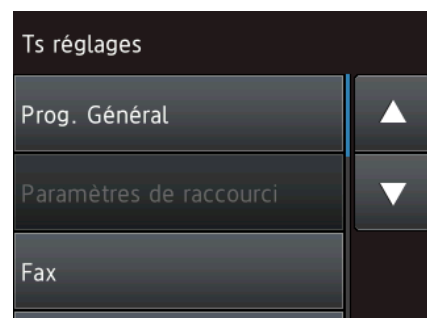 Ts réglages
Prog. Général
Paramètres de raccourci
Fax